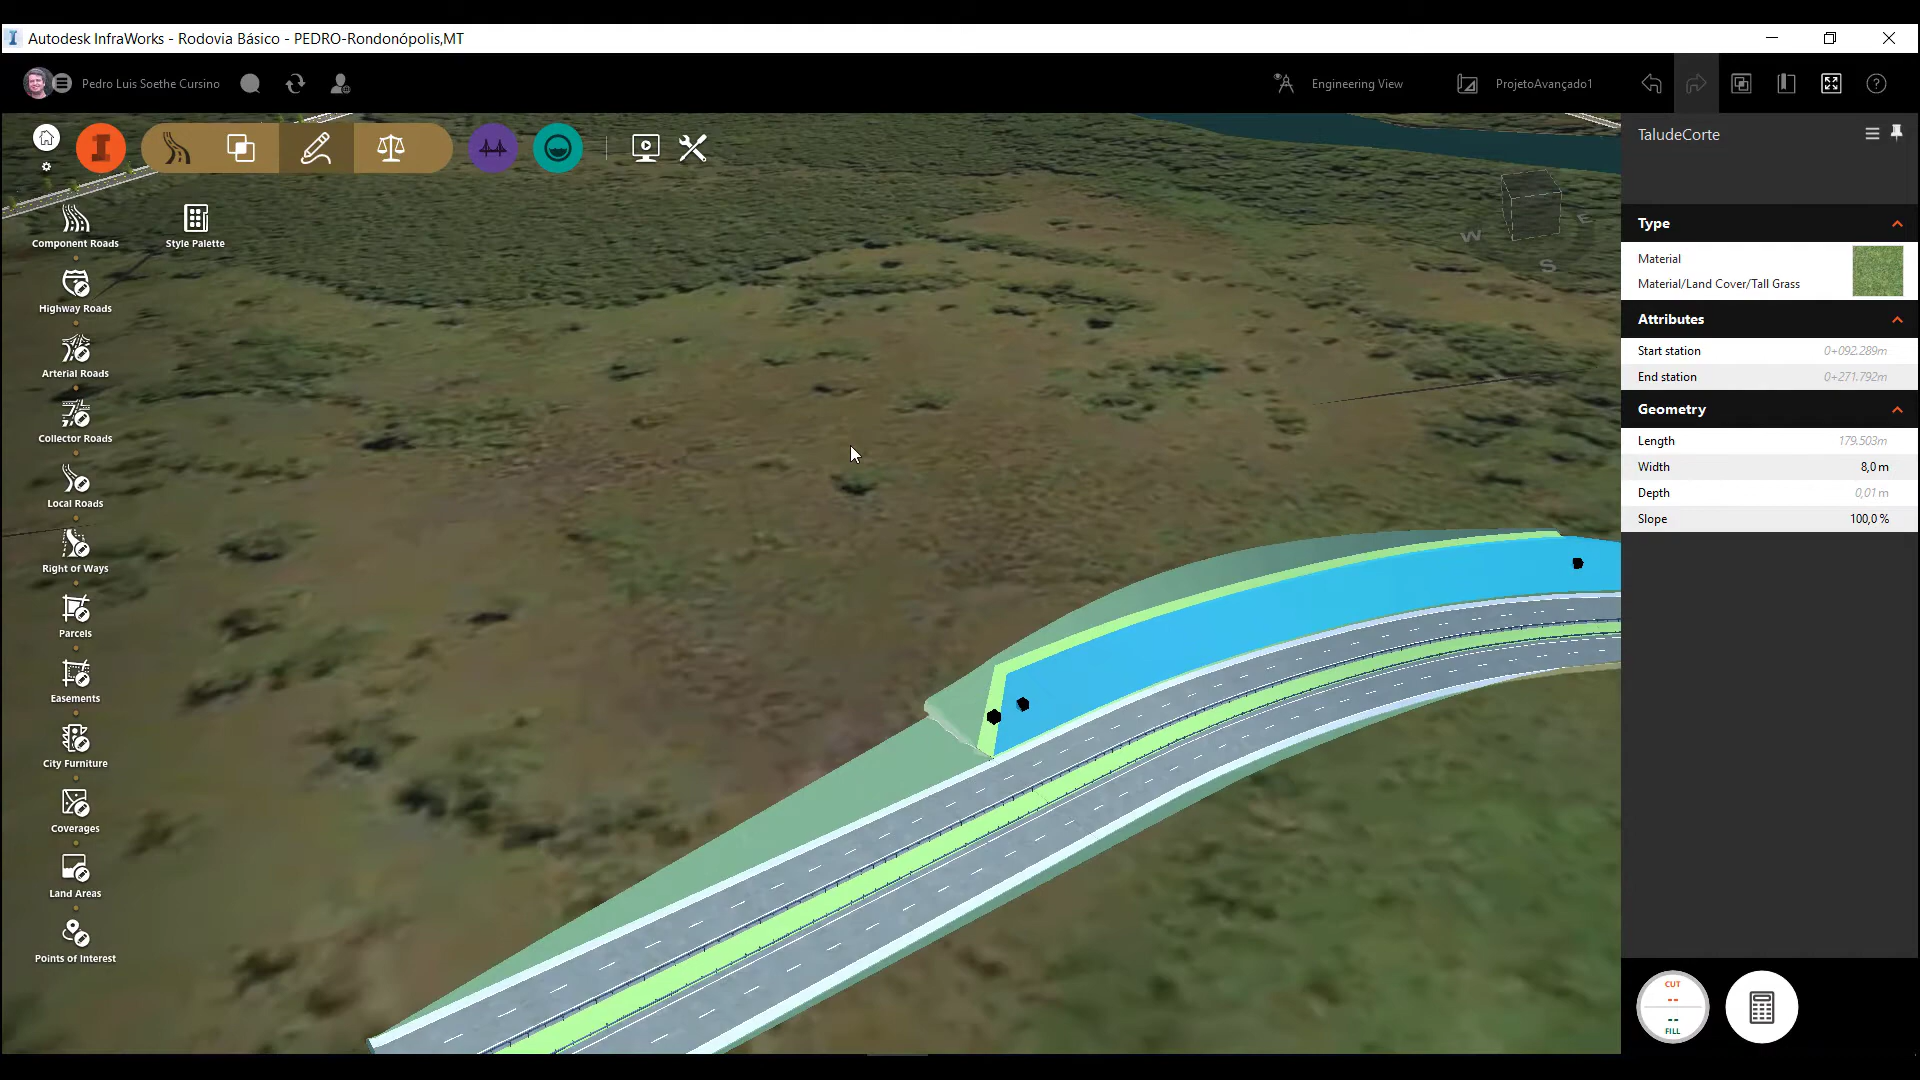 Autodesk InfraWorks - Rodovia Básico - PEDRO-Rondonópolis,MT
Pedro Luis Soethe Cursino
Engineering View
ProjetoAvançado1
Component Roads
Style Palette
Highway Roads
Arterial Roads
Collector Roads
Local Roads
Right of Ways
Parcels
Easements
City Furniture
Coverages
Land Areas
Points of Interest
W
E
S
TaludeCorte
Type
Material
Material/Land Cover/Tall Grass
Attributes
Start station 0+092.289m
End station 0+271.792m
Geometry
Length 179.503m
Width 8,0 m
Depth 0,01 m
Slope 100,0 %
CUT
--
--
FILL